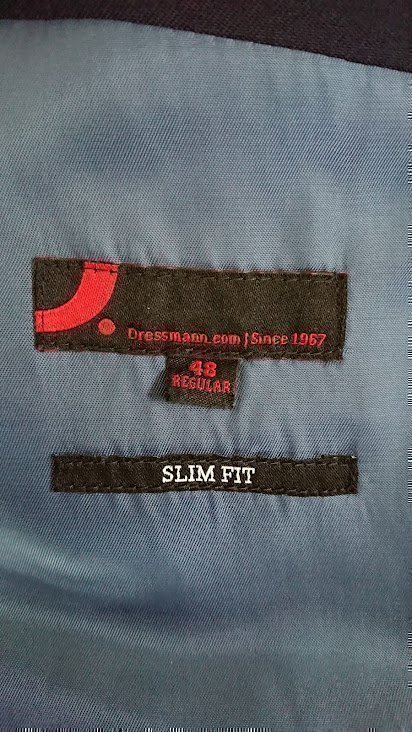 Dressmann.com | Since 1967
48
REGULAR
SLIM FIT